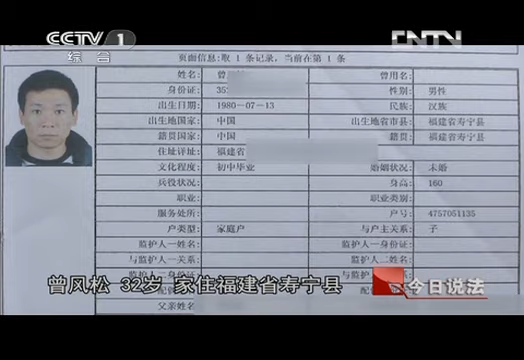 CCTV 1
综合
CNTV
页面信息:取 1 条记录，当前在第 1 条
姓名: 曾 曾用名:
身份证: 35 性别: 男性
出生日期: 1980-07-13 民族: 汉族
出生地国家: 中国 出生地省市县: 福建省寿宁县
籍贯国家: 中国 籍贯: 福建省寿宁县
住址详址: 福建省
文化程度: 初中毕业 婚姻状况: 未婚
兵役状况: 身高: 160
职业: 职业类别:
服务处所: 户号: 4757051135
户类型: 家庭户 与户主关系: 子
监护人一姓名: 监护人一身份证:
与监护人一关系: 监护人二姓名:
监护人二身份证: 与监护人
曾风松 32岁 家住福建省寿宁县
今日说法
父亲姓名: